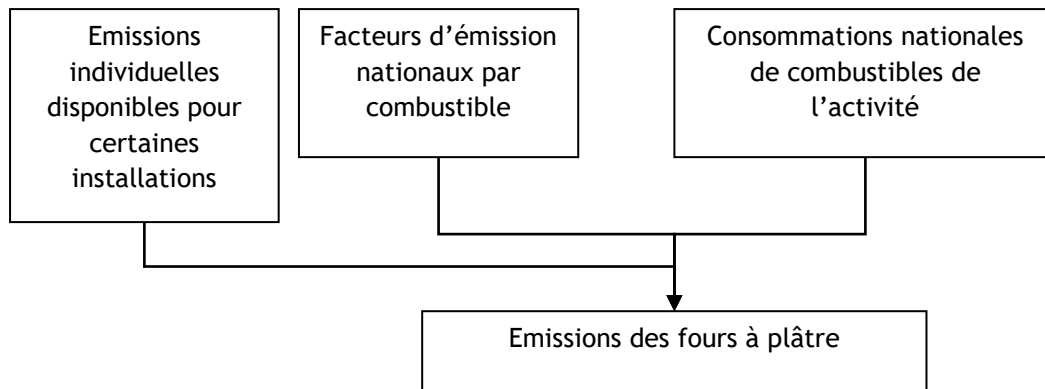 Emissions
individuelles
disponibles pour
certaines
installations
Facteurs d’émission
nationaux par
combustible
Consommations nationales
de combustibles de
l’activité
Emissions des fours à plâtre